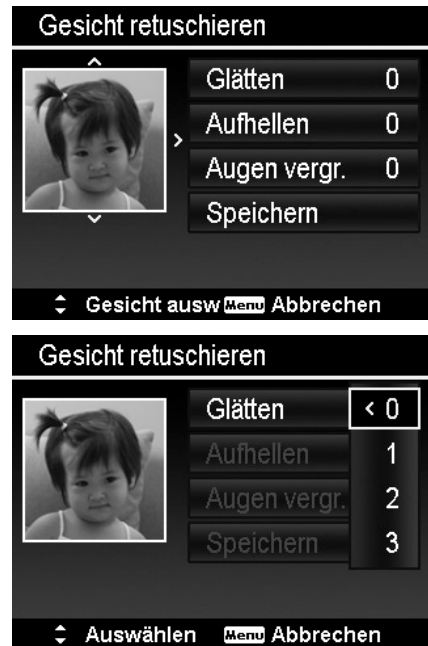 Gesicht retuschieren
Glätten 0
Aufhellen 0
Augen vergr. 0
Speichern
Gesicht ausw Menu Abbrechen
Gesicht retuschieren
Glätten < 0
Aufhellen 1
Augen vergr. 2
Speichern 3
Auswählen Menu Abbrechen